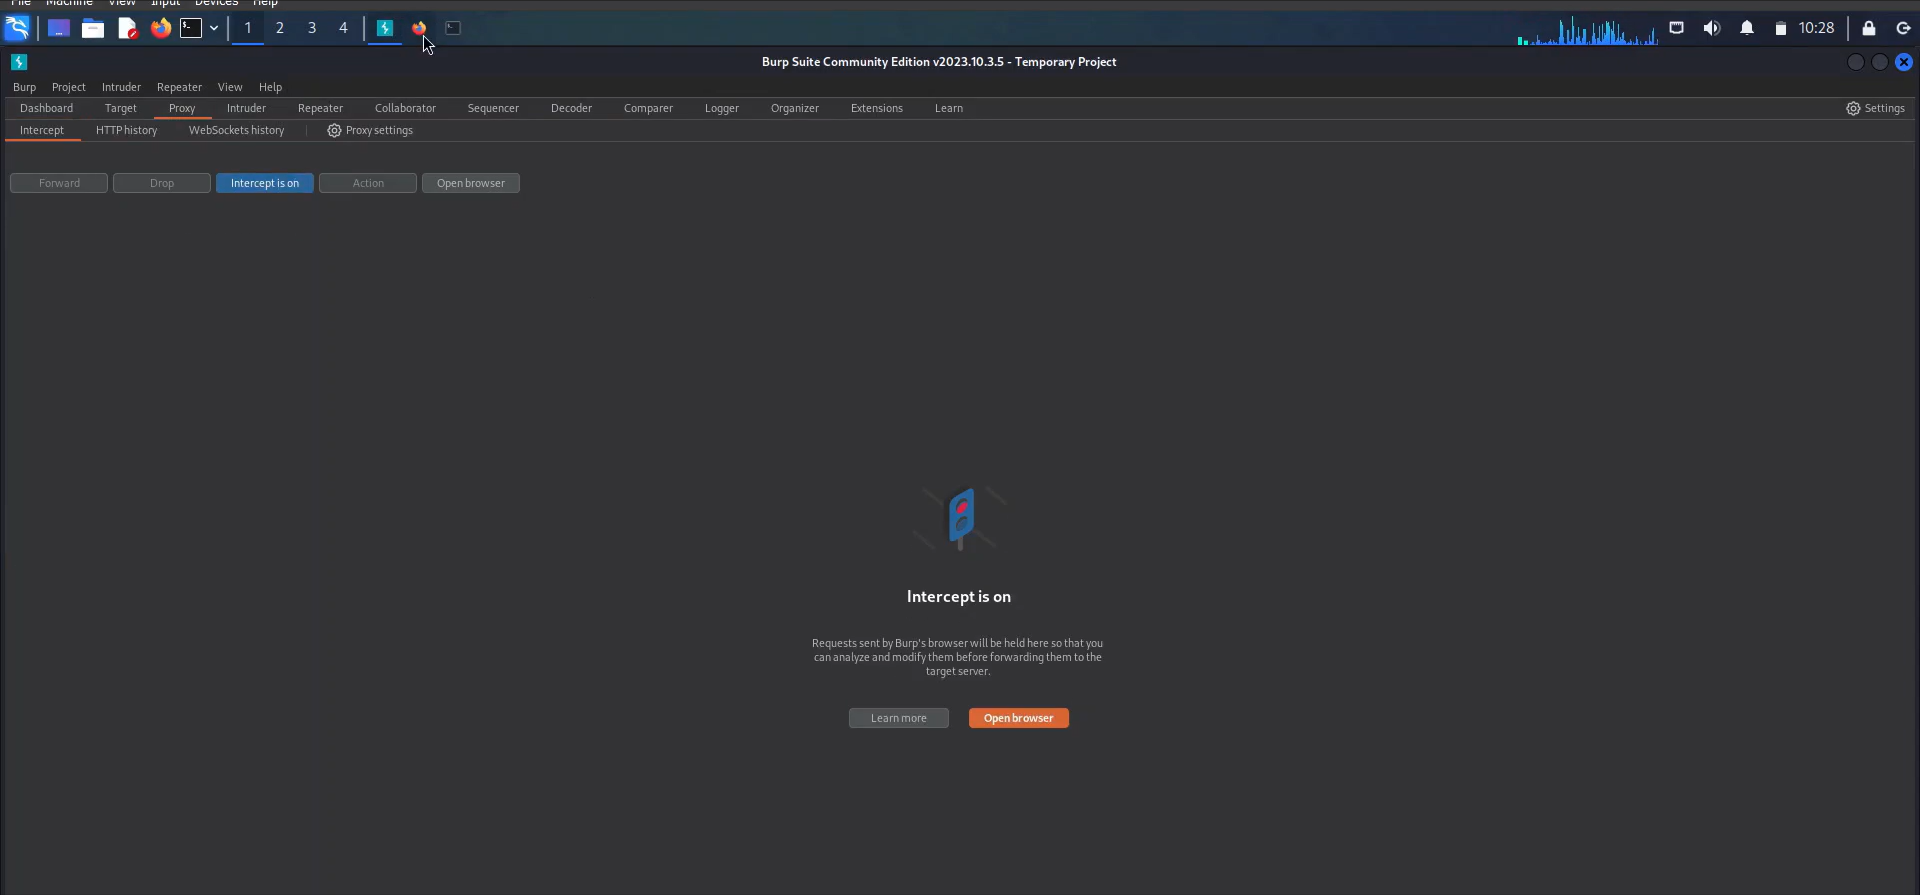 File Machine View Input Devices Help
1 2 3 4 10:28
Burp Suite Community Edition v2023.10.3.5 - Temporary Project
Burp Project Intruder Repeater View Help
Dashboard Target Proxy Intruder Repeater Collaborator Sequencer Decoder Comparer Logger Organizer Extensions Learn Settings
Intercept HTTP history WebSockets history Proxy settings
Forward Drop Intercept is on Action Open browser
Intercept is on
Requests sent by Burp's browser will be held here so that you
can analyze and modify them before forwarding them to the
target server.
Learn more Open browser